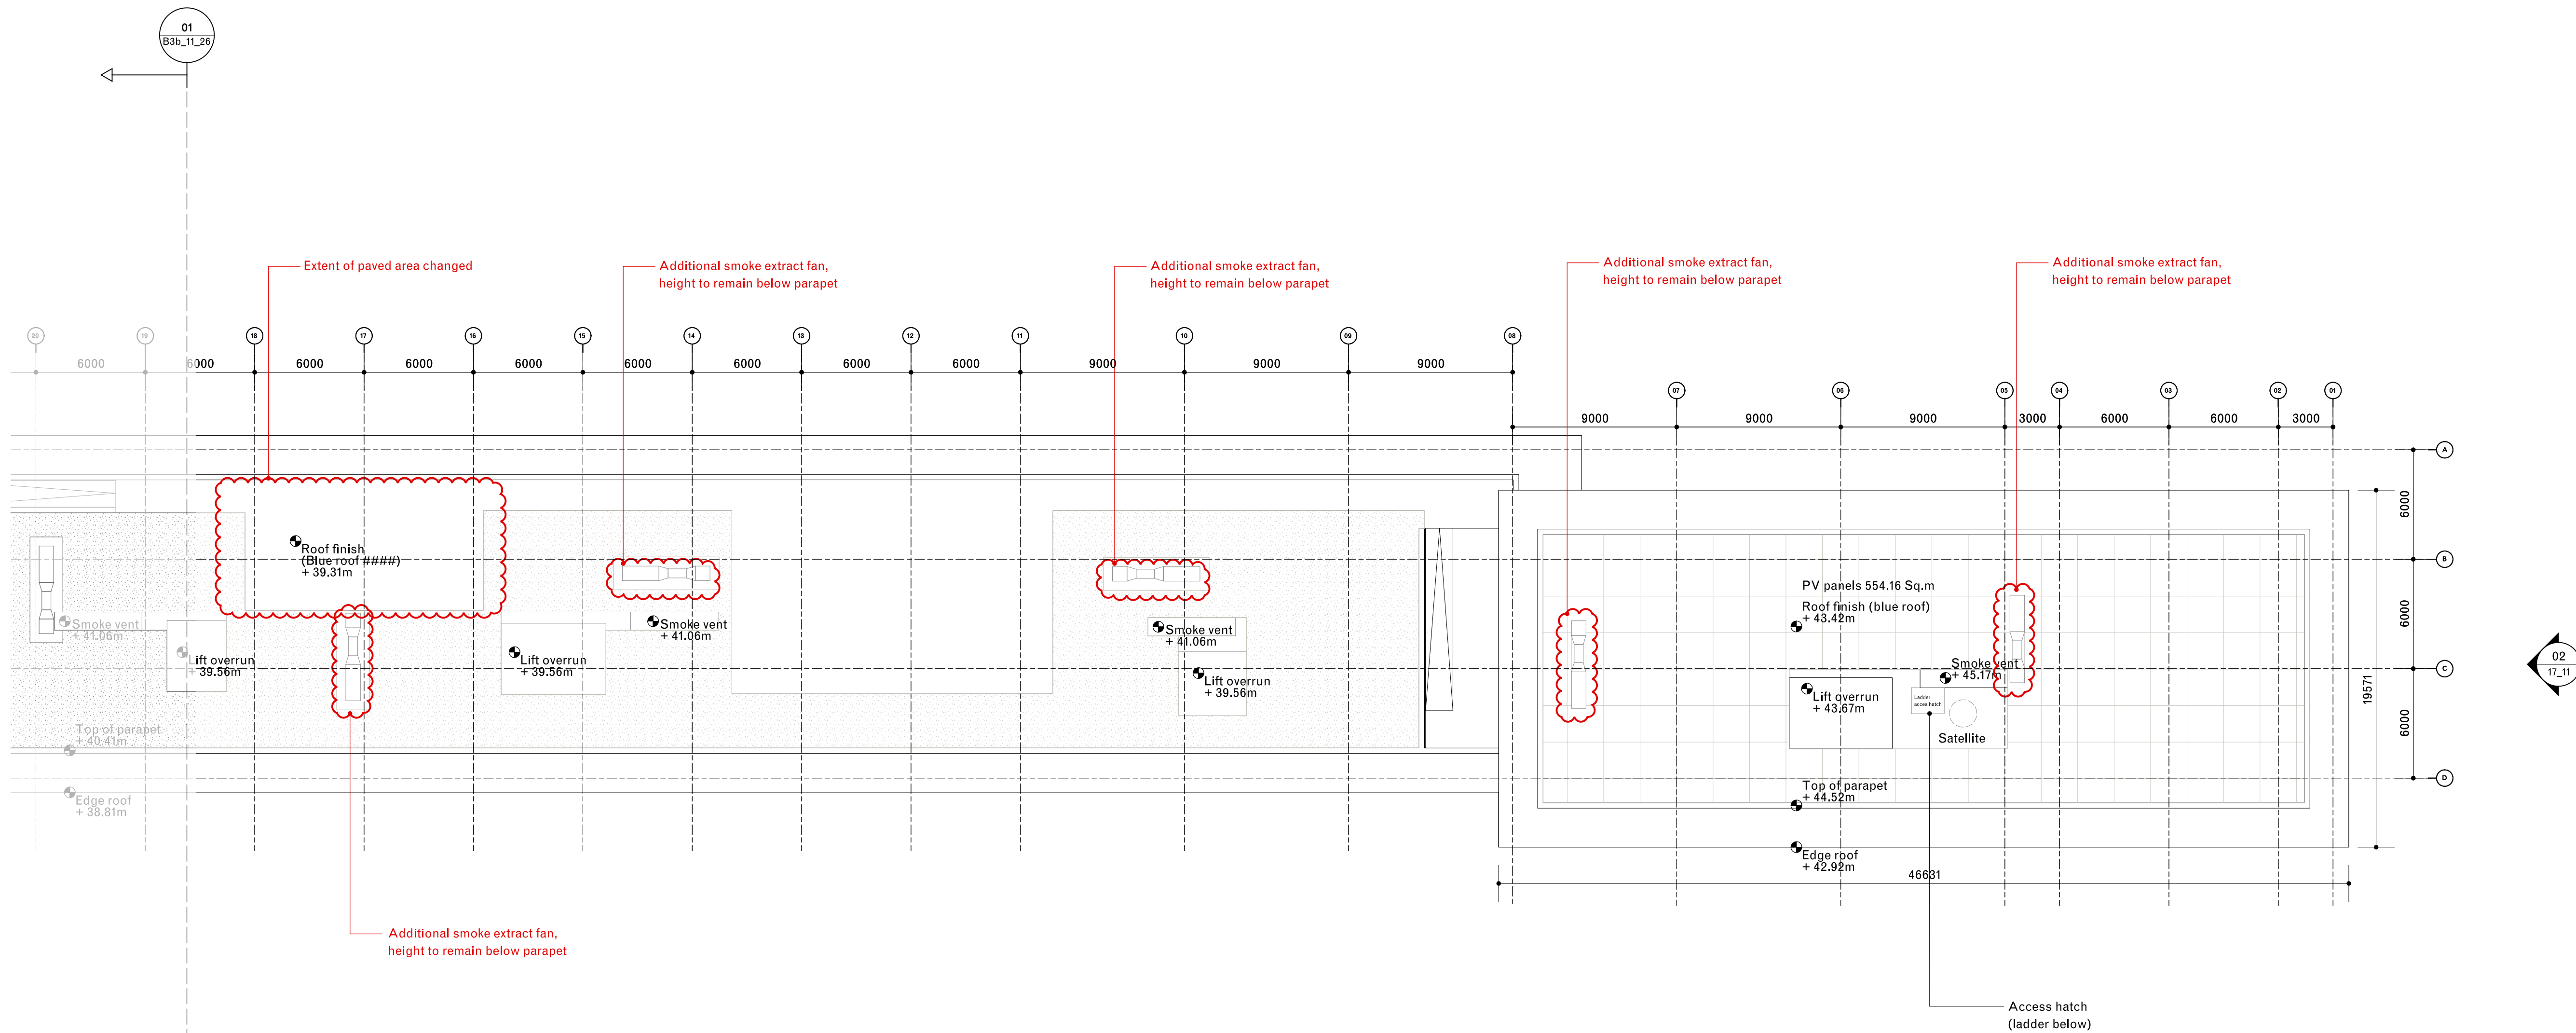 01
B3b_11_26
Extent of paved area changed
Additional smoke extract fan,
height to remain below parapet
Additional smoke extract fan,
height to remain below parapet
Additional smoke extract fan,
height to remain below parapet
Additional smoke extract fan,
height to remain below parapet
20
19
18
17
16
15
14
13
12
11
10
09
08
6000
6000
6000
6000
6000
6000
6000
6000
6000
9000
9000
9000
07
06
05
04
03
02
01
9000
9000
9000
3000
6000
6000
3000
A
B
C
D
6000
6000
6000
19571
Roof finish
(Blue roof ####)
+ 39.31m
Smoke vent
+ 41.06m
Lift overrun
+ 39.56m
Top of parapet
+ 40.41m
Edge roof
+ 38.81m
Lift overrun
+ 39.56m
Smoke vent
+ 41.06m
Smoke vent
+ 41.06m
Lift overrun
+ 39.56m
PV panels 554.16 Sq.m
Roof finish (blue roof)
+ 43.42m
Smoke vent
+ 45.17m
Lift overrun
+ 43.67m
Ladder
acces hatch
Satellite
Top of parapet
+ 44.52m
Edge roof
+ 42.92m
46631
02
17_11
Additional smoke extract fan,
height to remain below parapet
Access hatch
(ladder below)